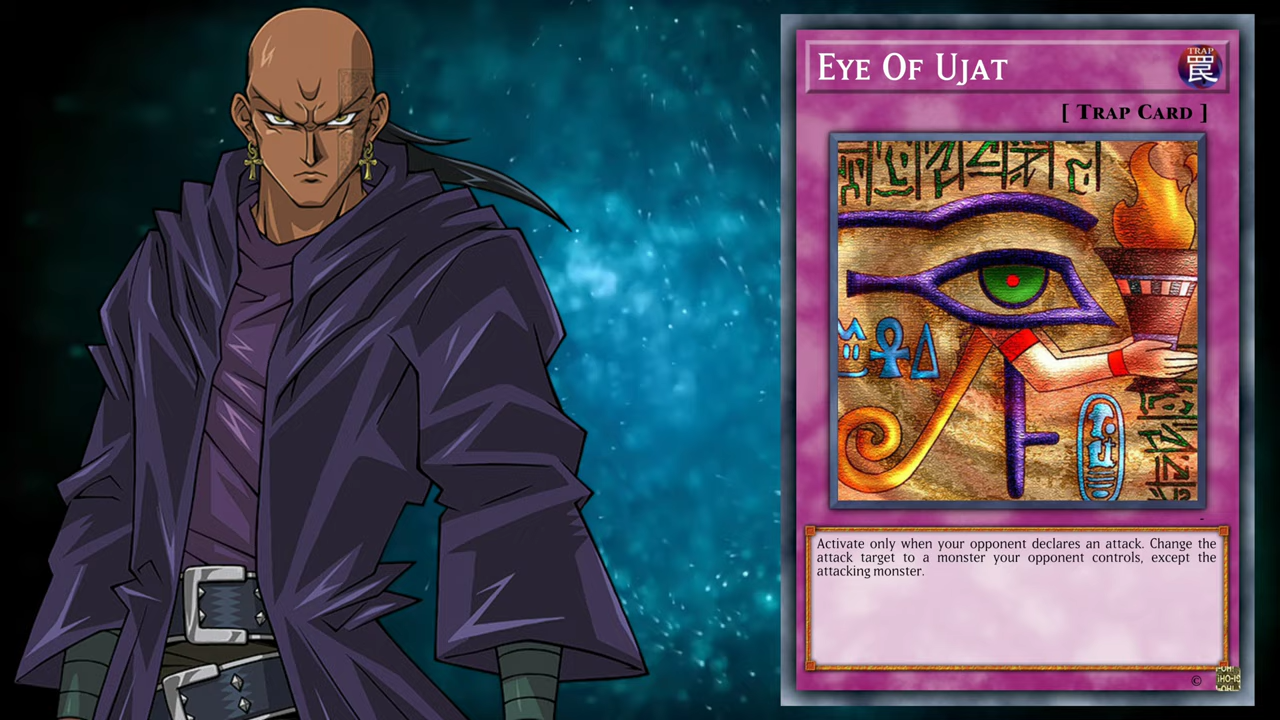 Eye Of Ujat
TRAP
罠
[ Trap Card ]
-
Activate only when your opponent declares an attack. Change the
attack target to a monster your opponent controls, except the
attacking monster.
©